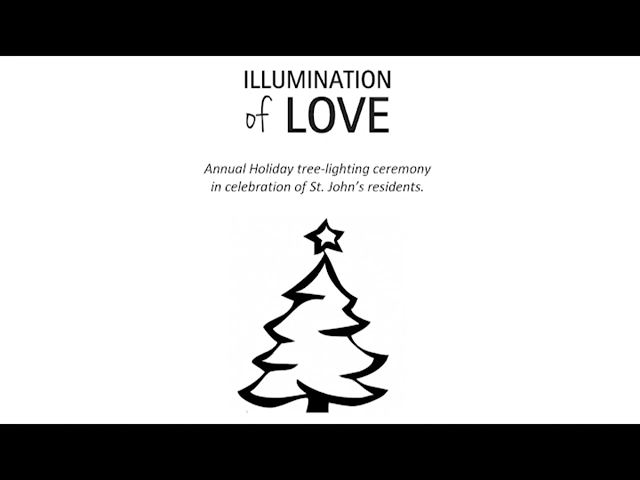 ILLUMINATION
of LOVE
Annual Holiday tree-lighting ceremony
in celebration of St. John's residents.